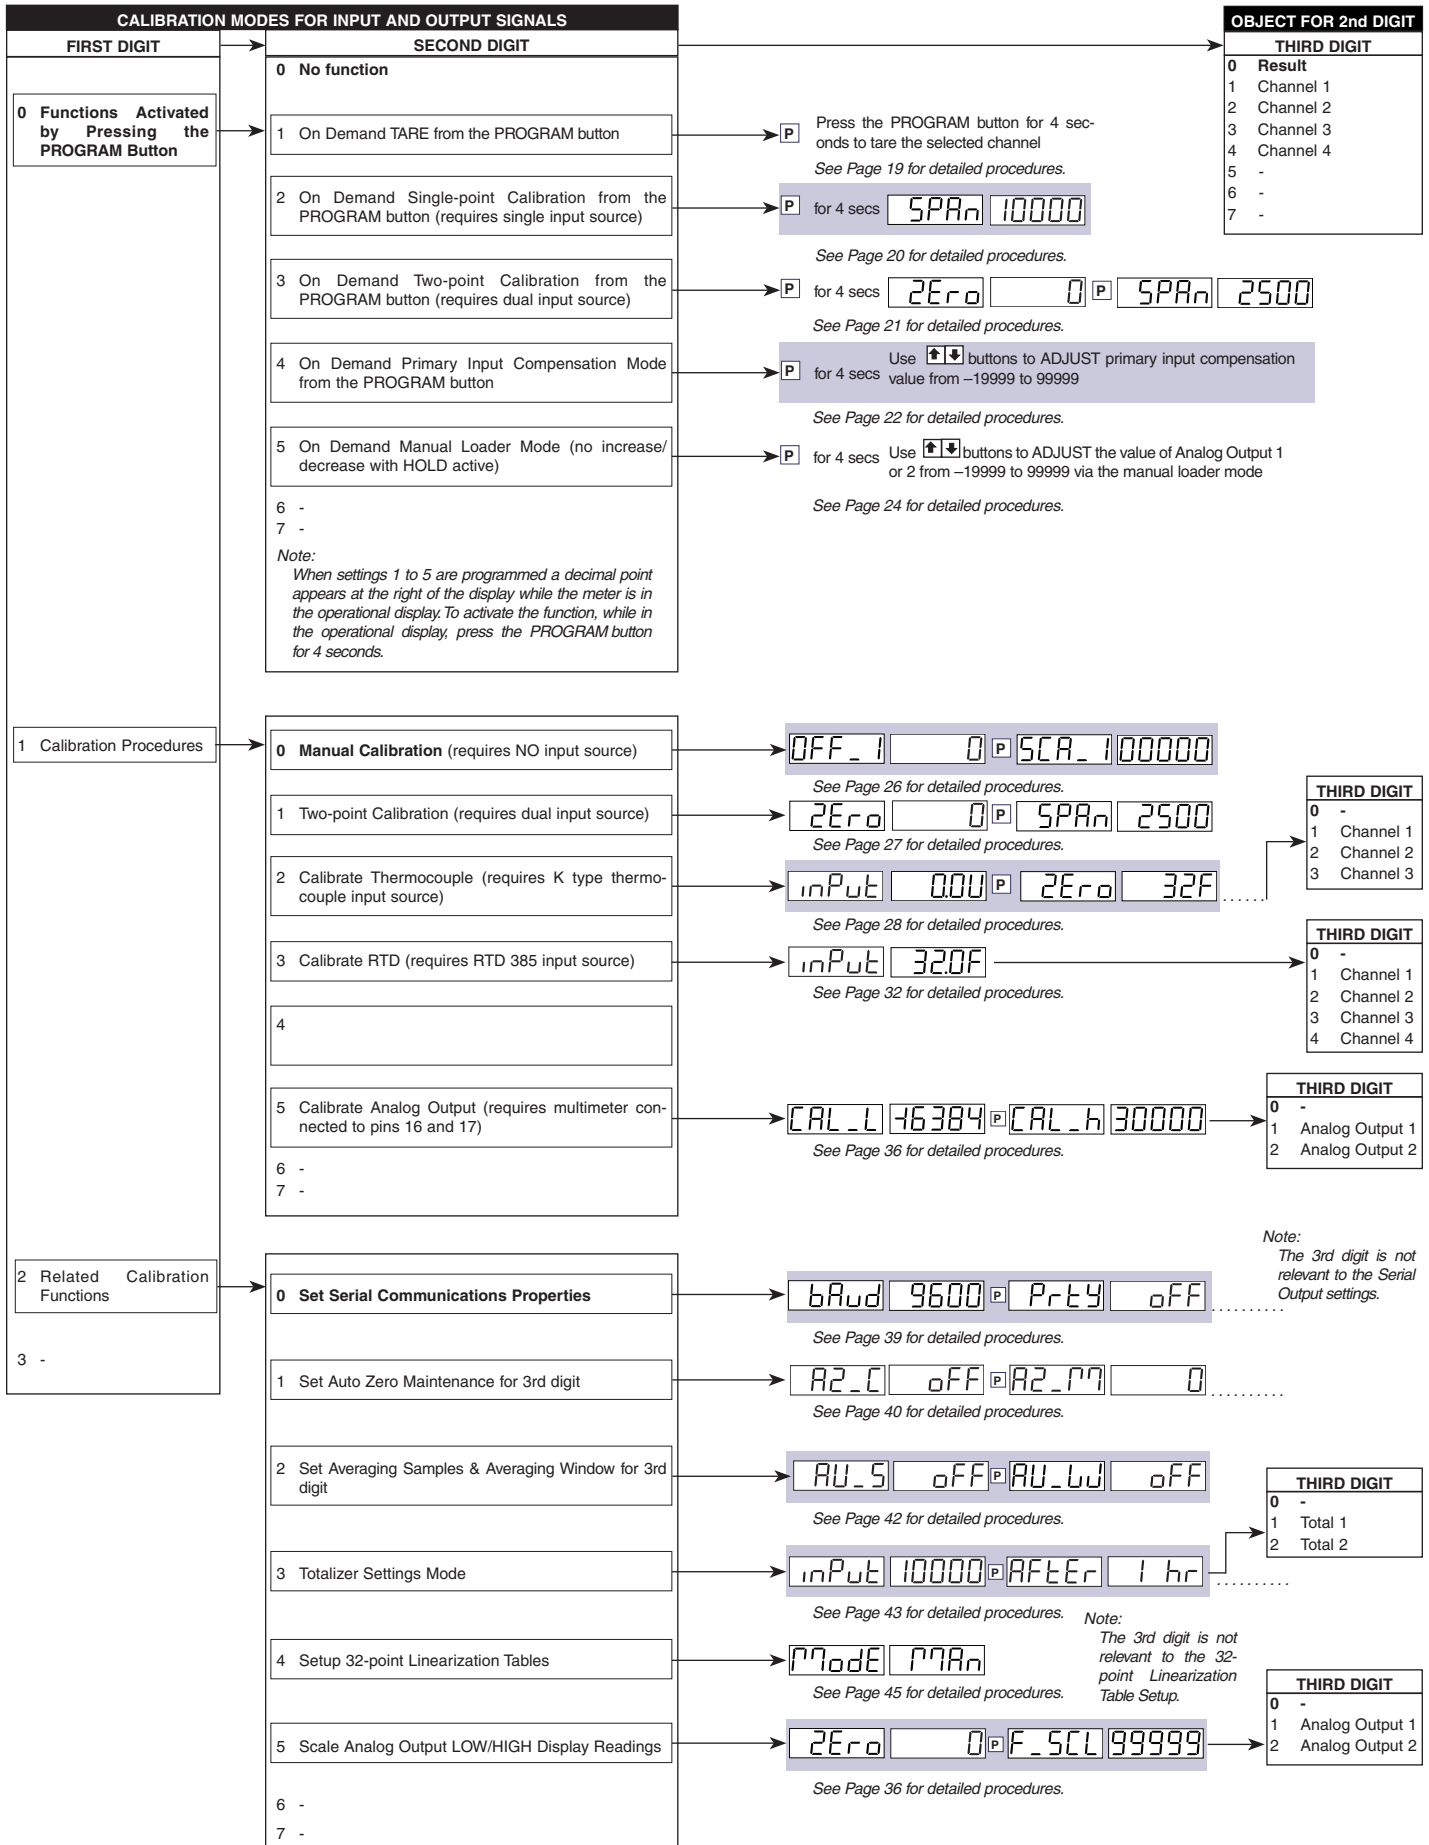 CALIBRATION MODES FOR INPUT AND OUTPUT SIGNALS
OBJECT FOR 2nd DIGIT
FIRST DIGIT
SECOND DIGIT
THIRD DIGIT
0 Result
1 Channel 1
2 Channel 2
3 Channel 3
4 Channel 4
5 -
6 -
7 -
0 Functions Activated
by Pressing the
PROGRAM Button
0 No function
1 On Demand TARE from the PROGRAM button
P Press the PROGRAM button for 4 sec-
onds to tare the selected channel
See Page 19 for detailed procedures.
2 On Demand Single-point Calibration from the
PROGRAM button (requires single input source)
P for 4 secs SPAn 10000
See Page 20 for detailed procedures.
3 On Demand Two-point Calibration from the
PROGRAM button (requires dual input source)
P for 4 secs 2Ero 0 P SPAn 2500
See Page 21 for detailed procedures.
4 On Demand Primary Input Compensation Mode
from the PROGRAM button
P for 4 secs Use ↑ ↓ buttons to ADJUST primary input compensation
value from –19999 to 99999
See Page 22 for detailed procedures.
5 On Demand Manual Loader Mode (no increase/
decrease with HOLD active)
P for 4 secs Use ↑ ↓ buttons to ADJUST the value of Analog Output 1
or 2 from –19999 to 99999 via the manual loader mode
See Page 24 for detailed procedures.
6 -
7 -
Note:
When settings 1 to 5 are programmed a decimal point
appears at the right of the display while the meter is in
the operational display. To activate the function, while in
the operational display, press the PROGRAM button
for 4 seconds.
1 Calibration Procedures
0 Manual Calibration (requires NO input source)
OFF_1 0 P SCA_1 00000
See Page 26 for detailed procedures.
1 Two-point Calibration (requires dual input source)
2Ero 0 P SPAn 2500
See Page 27 for detailed procedures.
2 Calibrate Thermocouple (requires K type thermo-
couple input source)
inPut 0.0U P 2Ero 32F ......
See Page 28 for detailed procedures.
THIRD DIGIT
0 -
1 Channel 1
2 Channel 2
3 Channel 3
3 Calibrate RTD (requires RTD 385 input source)
inPut 32.0F
See Page 32 for detailed procedures.
THIRD DIGIT
0 -
1 Channel 1
2 Channel 2
3 Channel 3
4 Channel 4
4
5 Calibrate Analog Output (requires multimeter con-
nected to pins 16 and 17)
CAL_L -16384 P CAL_h 30000
See Page 36 for detailed procedures.
THIRD DIGIT
0 -
1 Analog Output 1
2 Analog Output 2
6 -
7 -
2 Related Calibration
Functions
3 -
0 Set Serial Communications Properties
bAud 9600 P PrtY oFF ..........
See Page 39 for detailed procedures.
Note:
The 3rd digit is not
relevant to the Serial
Output settings.
1 Set Auto Zero Maintenance for 3rd digit
A2_C oFF P A2_M 0 .........
See Page 40 for detailed procedures.
2 Set Averaging Samples & Averaging Window for 3rd
digit
AU_S oFF P AU_W oFF
See Page 42 for detailed procedures.
3 Totalizer Settings Mode
inPut 10000 P AFtEr 1 hr ..........
See Page 43 for detailed procedures.
THIRD DIGIT
0 -
1 Total 1
2 Total 2
4 Setup 32-point Linearization Tables
ModE MAn
See Page 45 for detailed procedures.
Note:
The 3rd digit is not
relevant to the 32-
point Linearization
Table Setup.
5 Scale Analog Output LOW/HIGH Display Readings
2Ero 0 P F_SCL 99999
See Page 36 for detailed procedures.
THIRD DIGIT
0 -
1 Analog Output 1
2 Analog Output 2
6 -
7 -